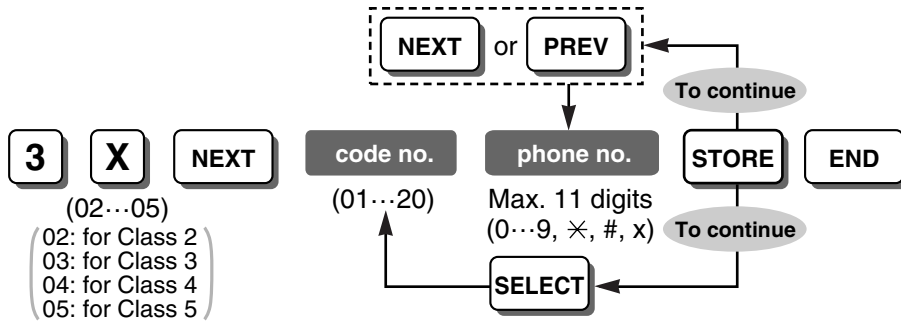 NEXT or PREV
To continue
3 X NEXT code no. phone no. STORE END
(02···05) (01···20) Max. 11 digits
(0···9, ✳, #, x)
To continue
02: for Class 2
03: for Class 3
04: for Class 4
05: for Class 5
SELECT